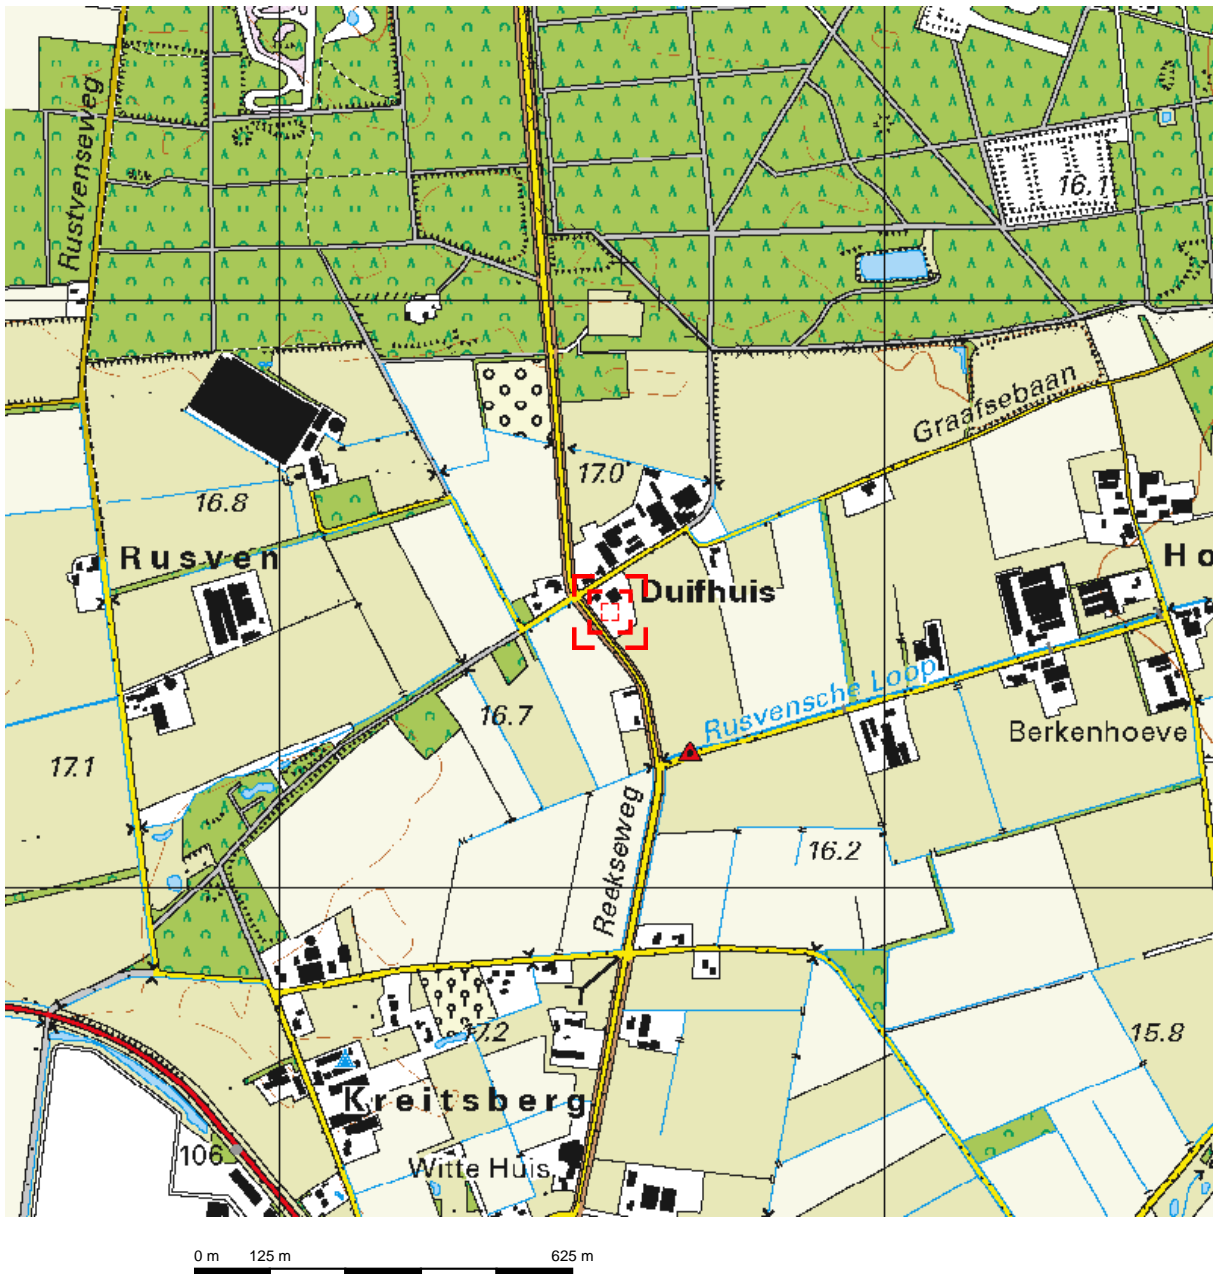 Rustvenseweg
16.1
Graafsebaan
17.0
16.8
Rusven
Ho
Duifhuis
Rusvensche Loop
16.7
Berkenhoeve
17.1
Reekseweg
16.2
17.2
15.8
Kreitsberg
106
Witte Huis
0 m 125 m 625 m